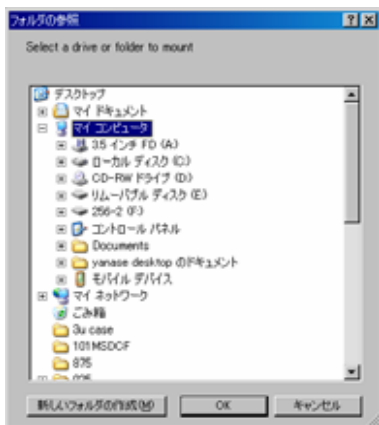 フォルダの参照
Select a drive or folder to mount
デスクトップ
マイ ドキュメント
マイ コンピュータ
3.5 インチ FD (A)
ローカル ディスク (C)
CD-RW ドライブ (D)
リムーバブル ディスク (E)
256-2 (F)
コントロール パネル
Documents
yanase desktop のドキュメント
モバイル デバイス
マイ ネットワーク
ごみ箱
3u case
101MSDCF
875
新しいフォルダの作成(M)
OK
キャンセル